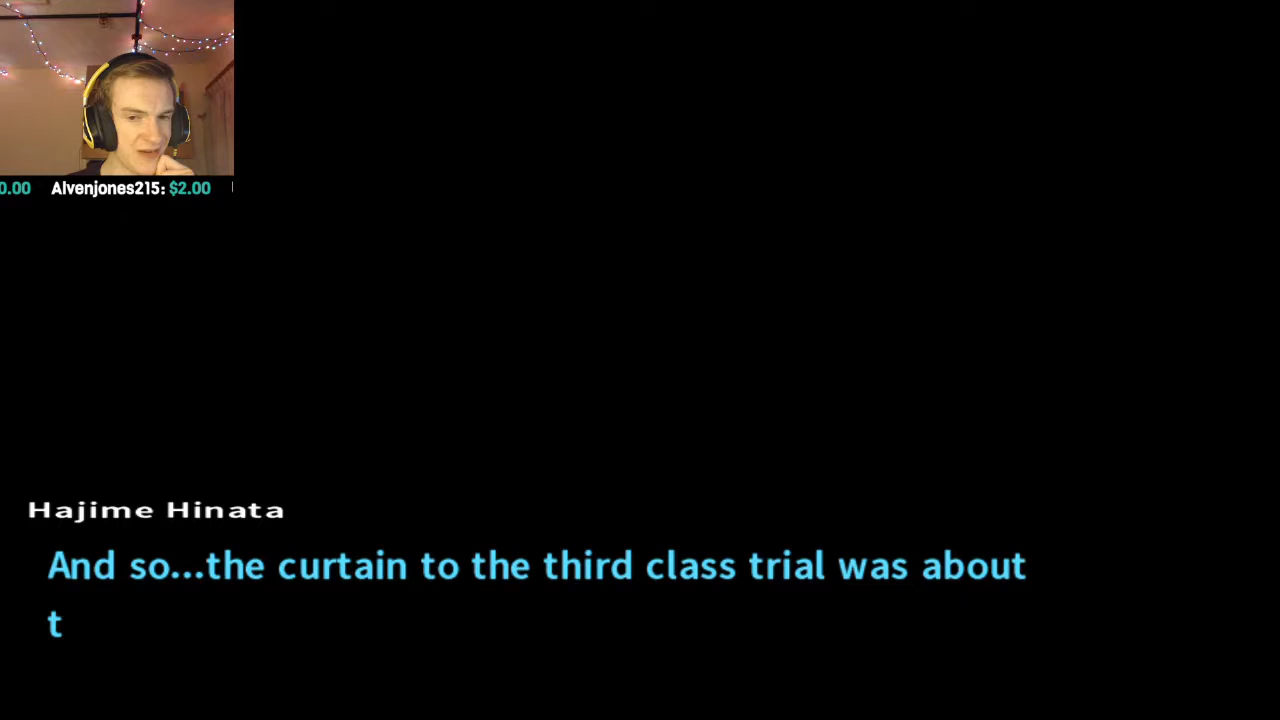 0.00 Alvenjones215: $2.00
Hajime Hinata
And so...the curtain to the third class trial was about
t